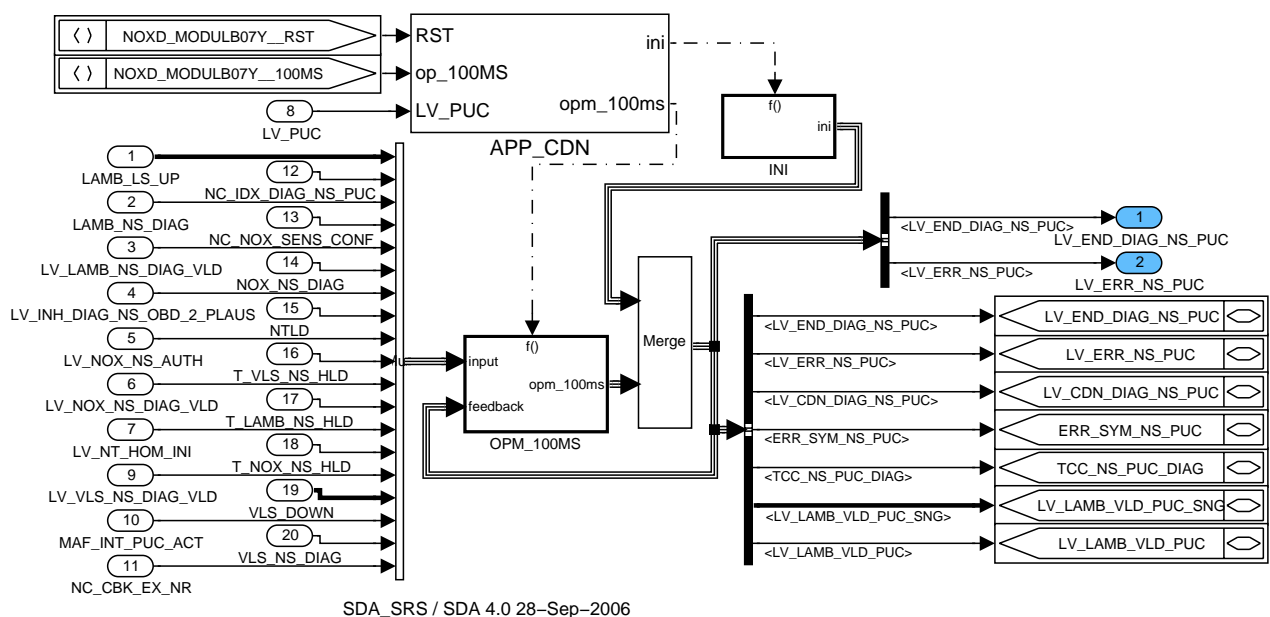 NOXD_MODULB07Y__RST
NOXD_MODULB07Y__100MS
8
LV_PUC
RST
op_100MS
LV_PUC
ini
opm_100ms
APP_CDN
f()
ini
INI
1
LAMB_LS_UP
12
NC_IDX_DIAG_NS_PUC
2
LAMB_NS_DIAG
13
NC_NOX_SENS_CONF
3
LV_LAMB_NS_DIAG_VLD
14
NOX_NS_DIAG
4
LV_INH_DIAG_NS_OBD_2_PLAUS
15
NTLD
5
LV_NOX_NS_AUTH
16
T_VLS_NS_HLD
6
LV_NOX_NS_DIAG_VLD
17
T_LAMB_NS_HLD
7
LV_NT_HOM_INI
18
T_NOX_NS_HLD
9
LV_VLS_NS_DIAG_VLD
19
VLS_DOWN
10
MAF_INT_PUC_ACT
20
VLS_NS_DIAG
11
NC_CBK_EX_NR
f()
input
feedback
opm_100ms
OPM_100MS
Merge
<LV_END_DIAG_NS_PUC>
1
LV_END_DIAG_NS_PUC
<LV_ERR_NS_PUC>
2
LV_ERR_NS_PUC
<LV_END_DIAG_NS_PUC>
LV_END_DIAG_NS_PUC
<LV_ERR_NS_PUC>
LV_ERR_NS_PUC
<LV_CDN_DIAG_NS_PUC>
LV_CDN_DIAG_NS_PUC
<ERR_SYM_NS_PUC>
ERR_SYM_NS_PUC
<TCC_NS_PUC_DIAG>
TCC_NS_PUC_DIAG
<LV_LAMB_VLD_PUC_SNG>
LV_LAMB_VLD_PUC_SNG
<LV_LAMB_VLD_PUC>
LV_LAMB_VLD_PUC
SDA_SRS / SDA 4.0 28−Sep−2006